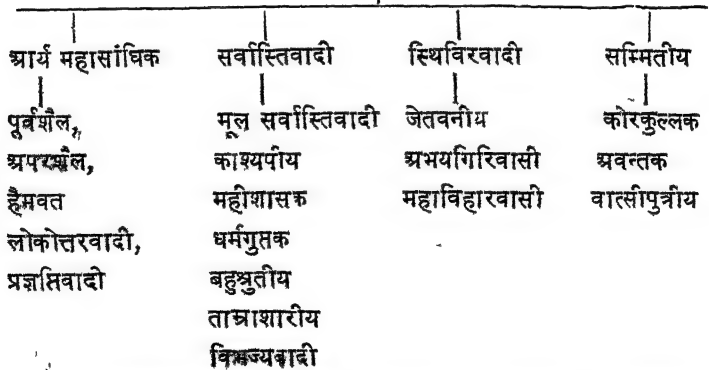 आर्य महासांघिक सर्वास्तिवादी स्थिविरवादी सम्मितीय
पूर्वशैल, मूल सर्वास्तिवादी जेतवनीय कोरकुल्लक
अपरशैल, काश्यपीय अभयगिरिवासी अवन्तक
हैमवत महीशासक महाविहारवासी वात्सीपुत्रीय
लोकोत्तरवादी, धर्मगुप्तक
प्रज्ञप्तिवादी बहुश्रुतीय
ताम्राशारीय
विभज्यवादी